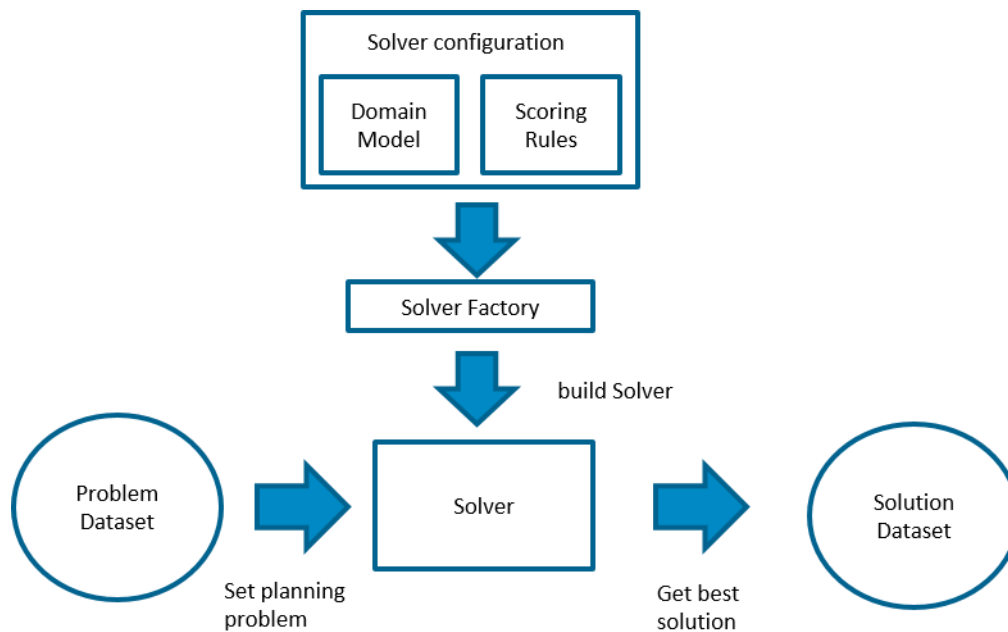 Solver configuration
Domain
Model
Scoring
Rules
Solver Factory
build Solver
Problem
Dataset
Solver
Solution
Dataset
Set planning
problem
Get best
solution